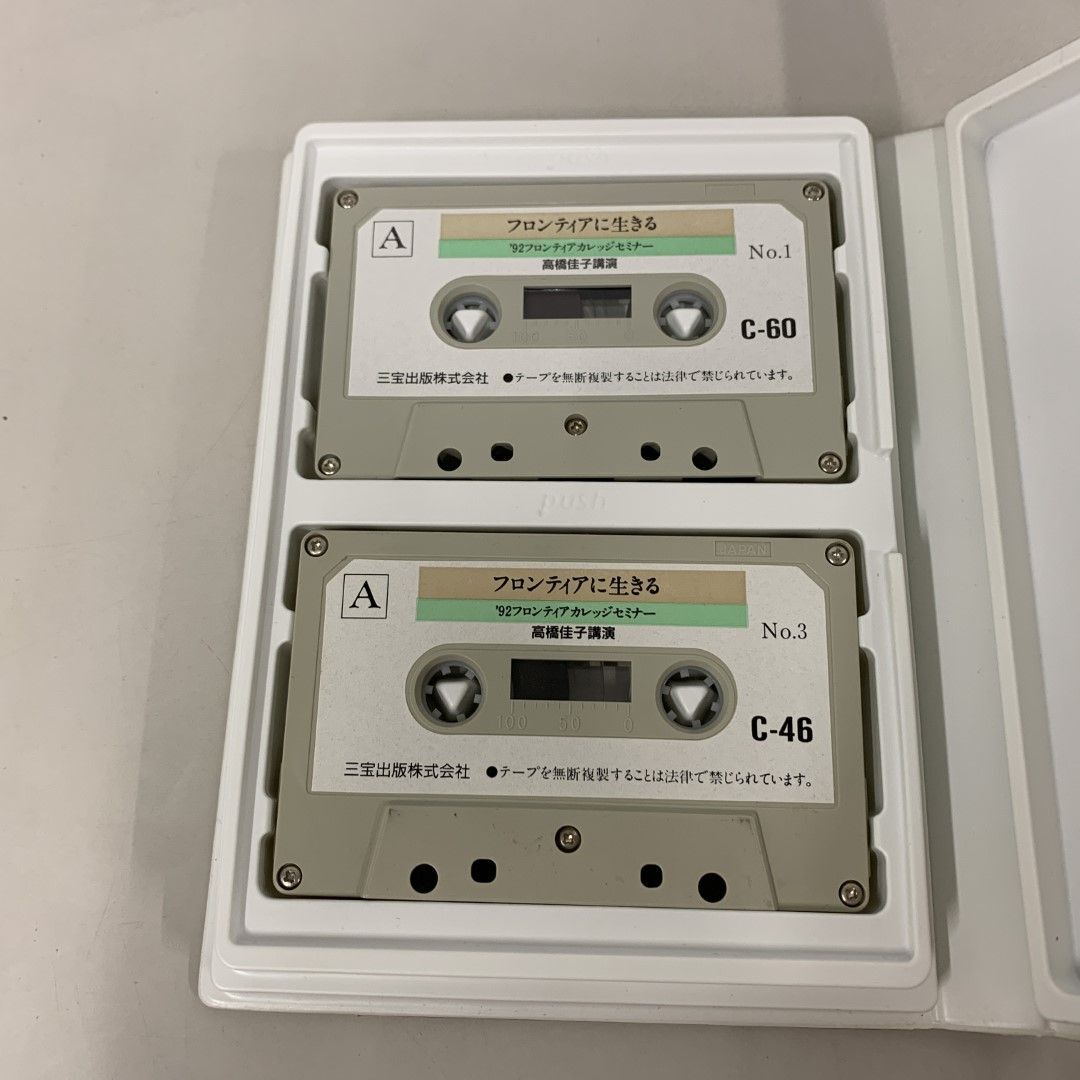 push
A
フロンティアに生きる
'92フロンティアカレッジセミナー
高橋佳子講演
No.1
100 50 0
C-60
三宝出版株式会社 ●テープを無断複製することは法律で禁じられています。
push
JAPAN
A
フロンティアに生きる
'92フロンティアカレッジセミナー
高橋佳子講演
No.3
100 50 0
C-46
三宝出版株式会社 ●テープを無断複製することは法律で禁じられています。